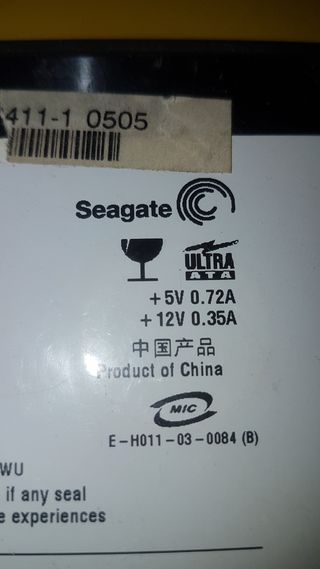 411-1 0505
Seagate
ULTRA
ATA
+5V 0.72A
+12V 0.35A
中国产品
Product of China
MIC
E-H011-03-0084 (B)
WU
if any seal
e experiences